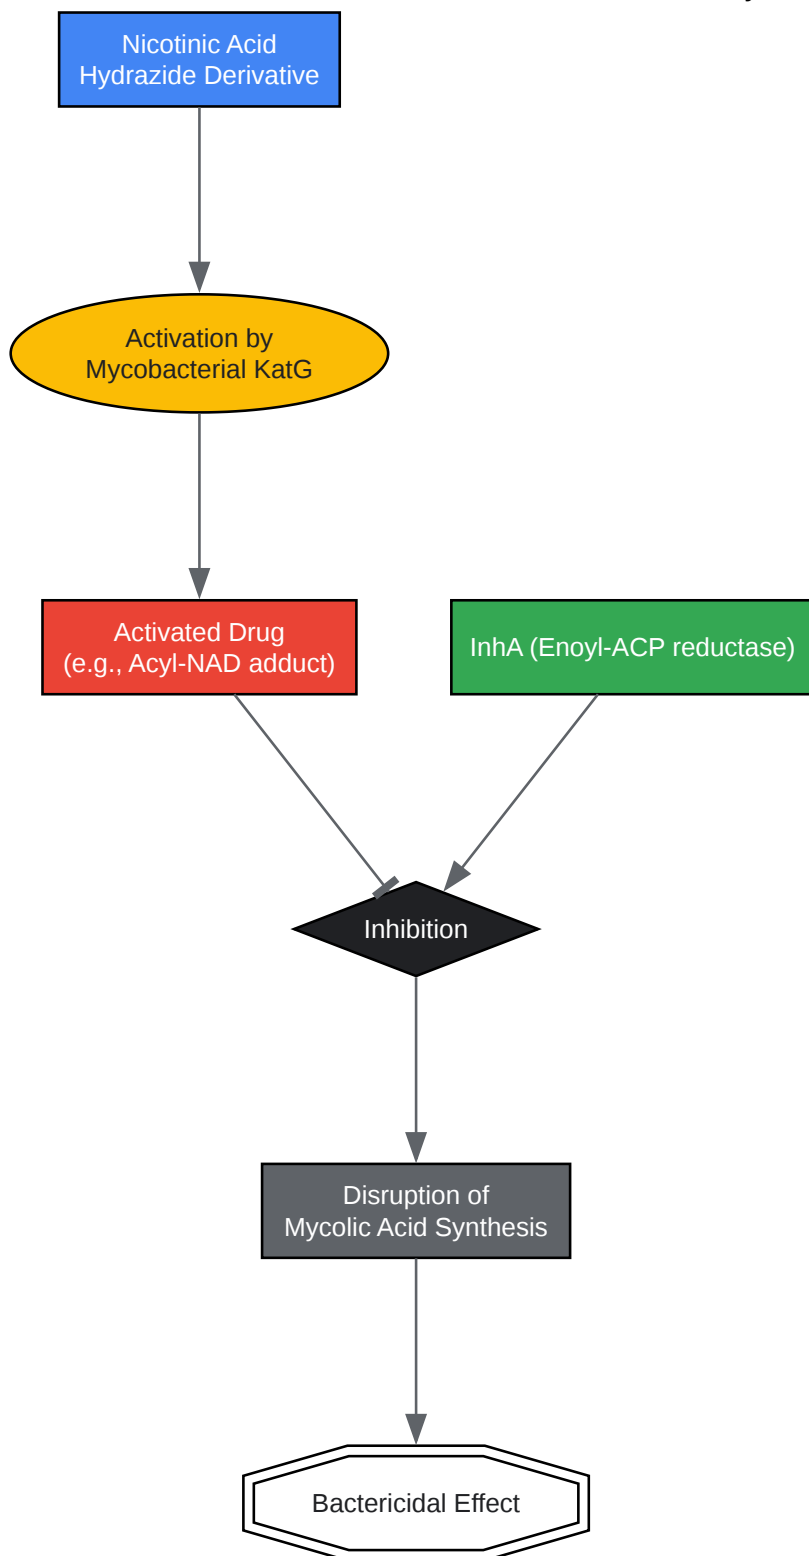 Nicotinic Acid
Hydrazide Derivative
Activation by
Mycobacterial KatG
Activated Drug
(e.g., Acyl-NAD adduct)
InhA (Enoyl-ACP reductase)
Inhibition
Disruption of
Mycolic Acid Synthesis
Bactericidal Effect